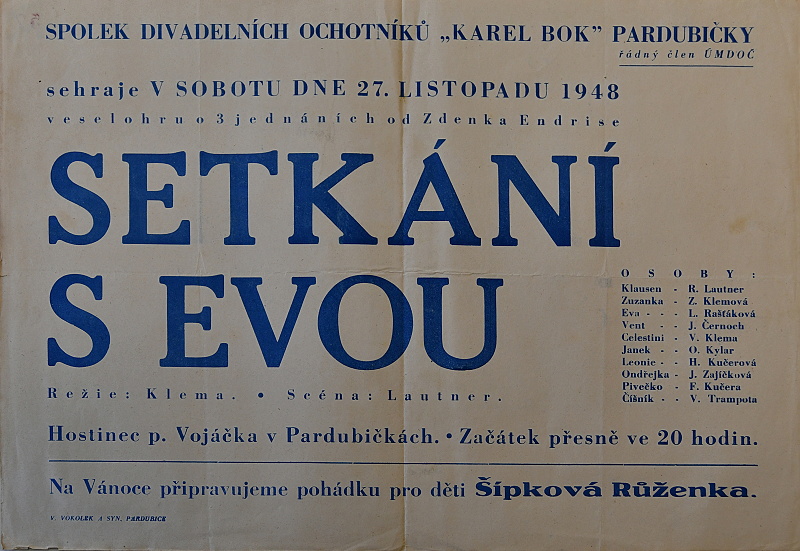 SPOLEK DIVADELNÍCH OCHOTNÍKŮ „KAREL BOK” PARDUBIČKY
řádný člen ÚMDOČ
sehraje V SOBOTU DNE 27. LISTOPADU 1948
veselohru o 3 jednáních od Zdenka Endrise
SETKÁNÍ
S EVOU
OSOBY:
Klausen - R. Lautner
Zuzanka - Z. Klemová
Eva - - - L. Rašťáková
Vent - - J. Černoch
Celestini - V. Klema
Janek - - O. Kylar
Leonie - - H. Kučerová
Ondřejka - J. Zajíčková
Pivečko - F. Kučera
Číšník - - V. Trampota
Režie: Klema. • Scéna: Lautner.
Hostinec p. Vojáčka v Pardubičkách. • Začátek přesně ve 20 hodin.
Na Vánoce připravujeme pohádku pro děti Šípková Růženka.
V. VOKOLEK A SYN, PARDUBICE